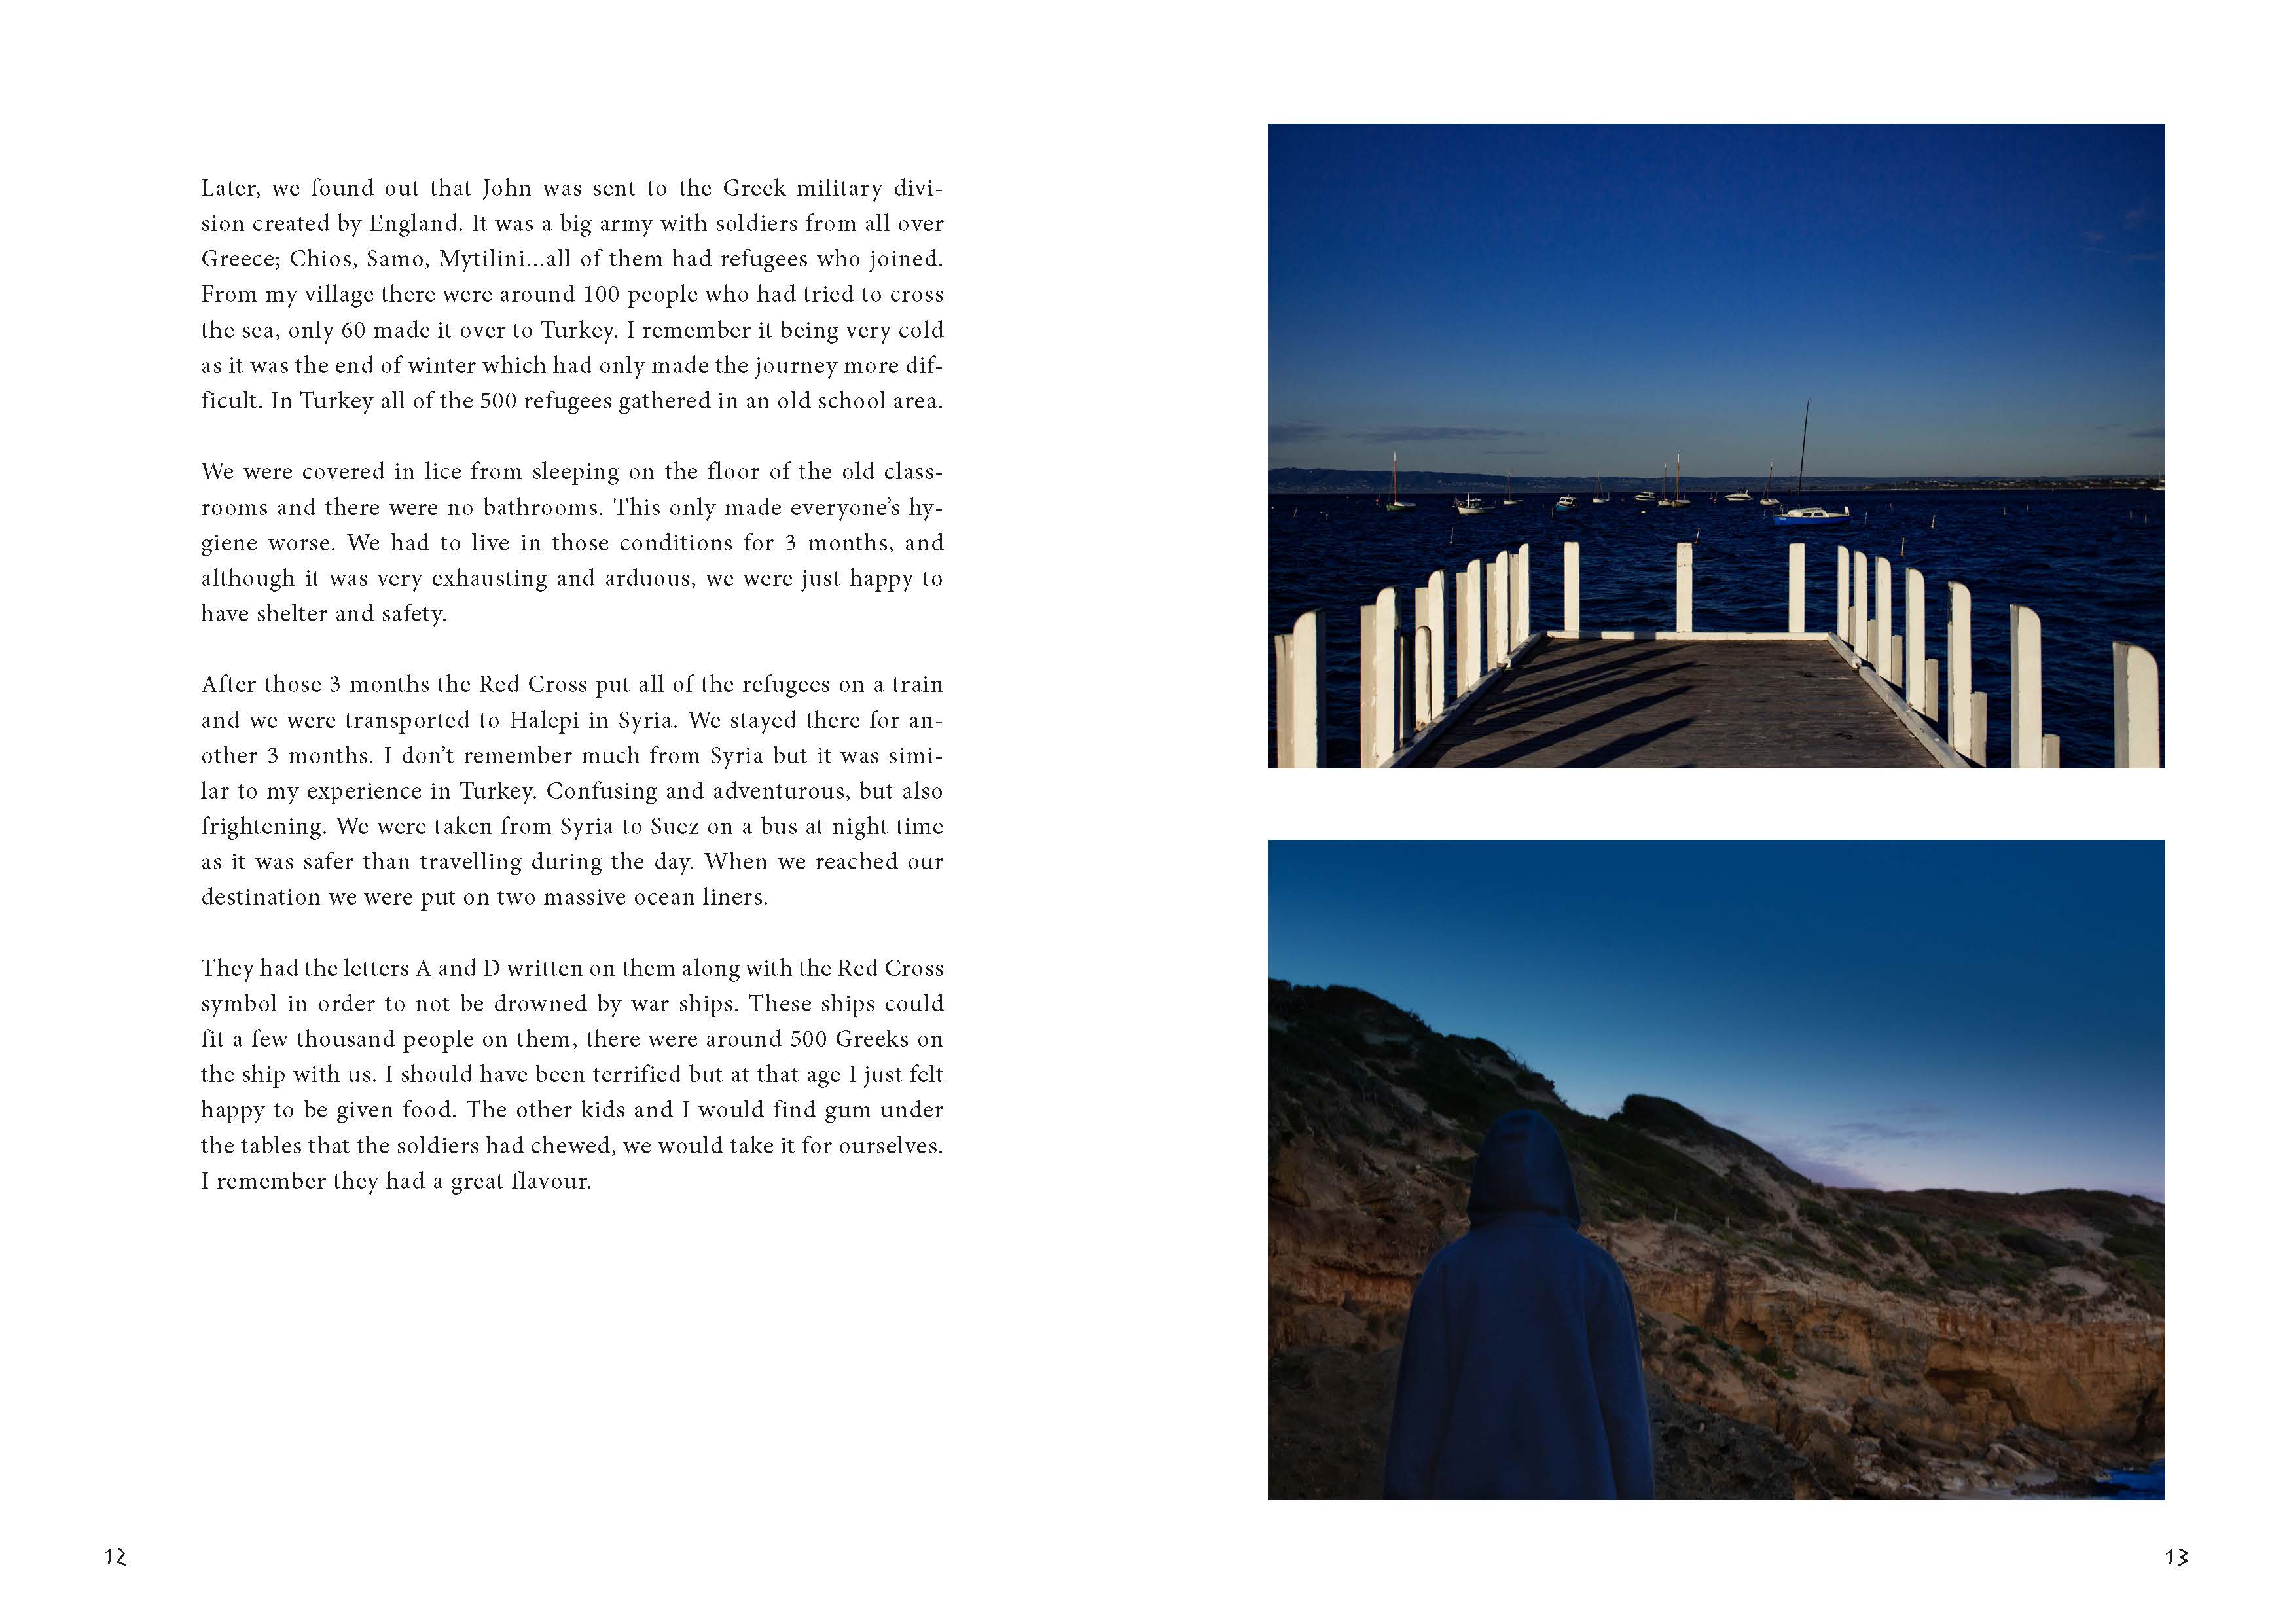 Later, we found out that John was sent to the Greek military divi-
sion created by England. It was a big army with soldiers from all over
Greece; Chios, Samo, Mytilini...all of them had refugees who joined.
From my village there were around 100 people who had tried to cross
the sea, only 60 made it over to Turkey. I remember it being very cold
as it was the end of winter which had only made the journey more dif-
ficult. In Turkey all of the 500 refugees gathered in an old school area.
We were covered in lice from sleeping on the floor of the old class-
rooms and there were no bathrooms. This only made everyone’s hy-
giene worse. We had to live in those conditions for 3 months, and
although it was very exhausting and arduous, we were just happy to
have shelter and safety.
After those 3 months the Red Cross put all of the refugees on a train
and we were transported to Halepi in Syria. We stayed there for an-
other 3 months. I don’t remember much from Syria but it was simi-
lar to my experience in Turkey. Confusing and adventurous, but also
frightening. We were taken from Syria to Suez on a bus at night time
as it was safer than travelling during the day. When we reached our
destination we were put on two massive ocean liners.
They had the letters A and D written on them along with the Red Cross
symbol in order to not be drowned by war ships. These ships could
fit a few thousand people on them, there were around 500 Greeks on
the ship with us. I should have been terrified but at that age I just felt
happy to be given food. The other kids and I would find gum under
the tables that the soldiers had chewed, we would take it for ourselves.
I remember they had a great flavour.
12
13